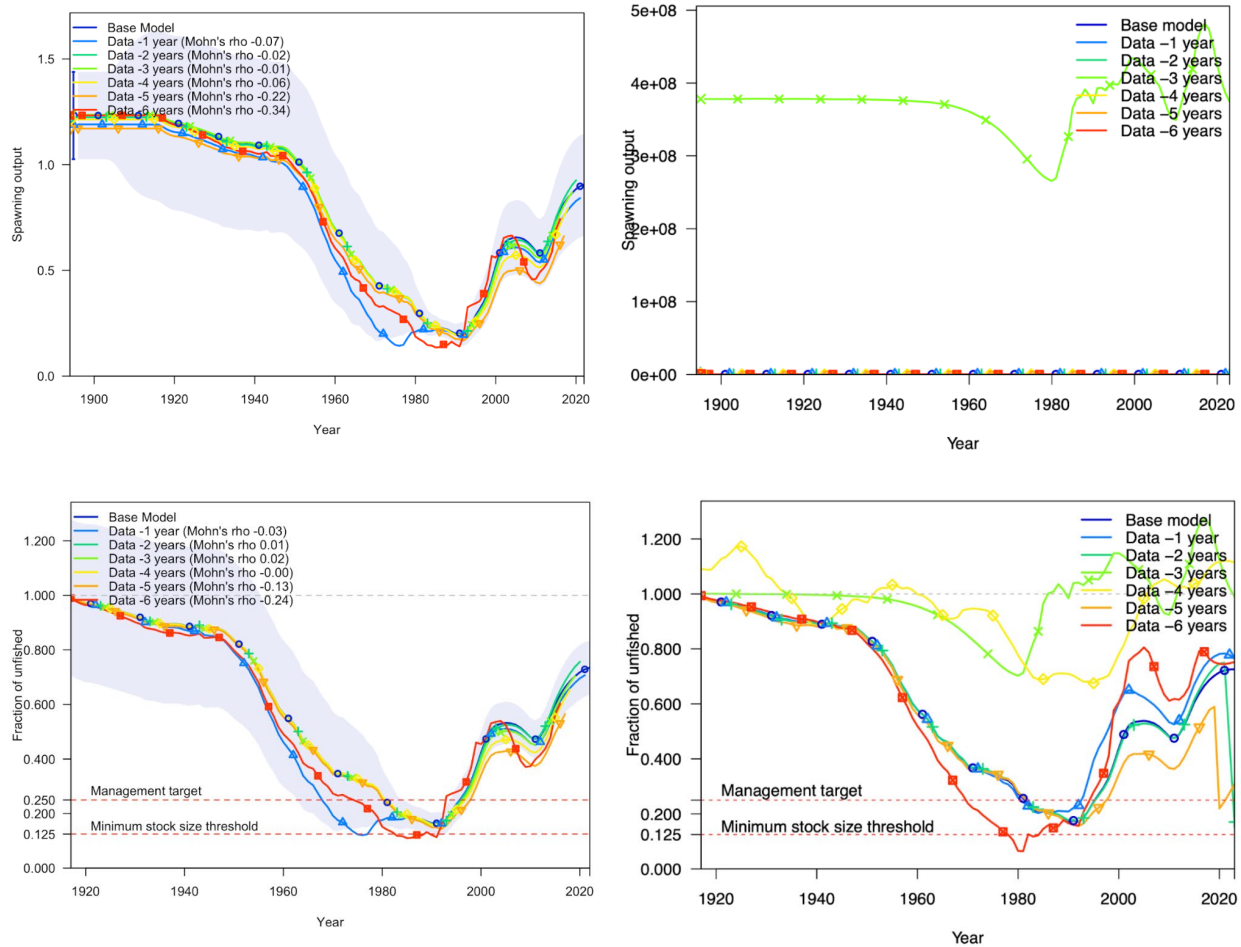 Base Model
Data -1 year (Mohn's rho -0.07)
Data -2 years (Mohn's rho -0.02)
Data -3 years (Mohn's rho -0.01)
Data -4 years (Mohn's rho -0.06)
Data -5 years (Mohn's rho -0.22)
Data -6 years (Mohn's rho -0.34)
1.5
1.0
0.5
0.0
Spawning output
1900 1920 1940 1960 1980 2000 2020
Year
Base model
Data −1 year
Data −2 years
Data −3 years
Data −4 years
Data −5 years
Data −6 years
5e+08
4e+08
3e+08
2e+08
1e+08
0e+00
Spawning output
1900 1920 1940 1960 1980 2000 2020
Year
Base Model
Data -1 year (Mohn's rho -0.03)
Data -2 years (Mohn's rho 0.01)
Data -3 years (Mohn's rho 0.02)
Data -4 years (Mohn's rho -0.00)
Data -5 years (Mohn's rho -0.13)
Data -6 years (Mohn's rho -0.24)
1.200
1.000
0.800
0.600
0.400
0.250
0.200
0.125
0.000
Fraction of unfished
Management target
Minimum stock size threshold
1920 1940 1960 1980 2000 2020
Year
Base model
Data −1 year
Data −2 years
Data −3 years
Data −4 years
Data −5 years
Data −6 years
1.200
1.000
0.800
0.600
0.400
0.250
0.200
0.125
0.000
Fraction of unfished
Management target
Minimum stock size threshold
1920 1940 1960 1980 2000 2020
Year